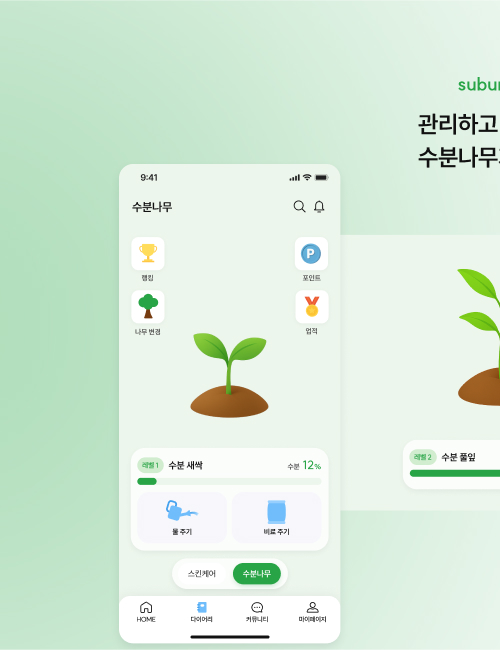 관리하고
수분나무
9:41
수분나무
랭킹
P
포인트
나무 변경
업적
레벨 1
수분 새싹
수분 12%
물 주기
비료 주기
스킨케어
수분나무
HOME
다이어리
커뮤니티
마이페이지
레벨 2
수분 풀잎